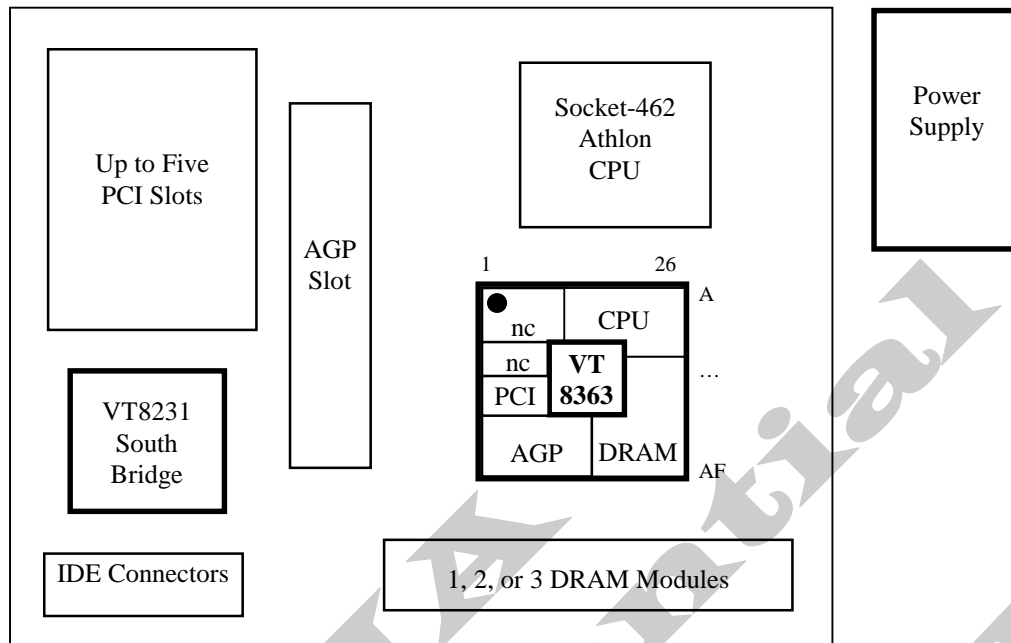 Up to Five
PCI Slots
AGP
Slot
Socket-462
Athlon
CPU
Power
Supply
1 26
A
nc CPU
nc
VT
8363
...
PCI
AGP DRAM
AF
VT8231
South
Bridge
IDE Connectors
1, 2, or 3 DRAM Modules